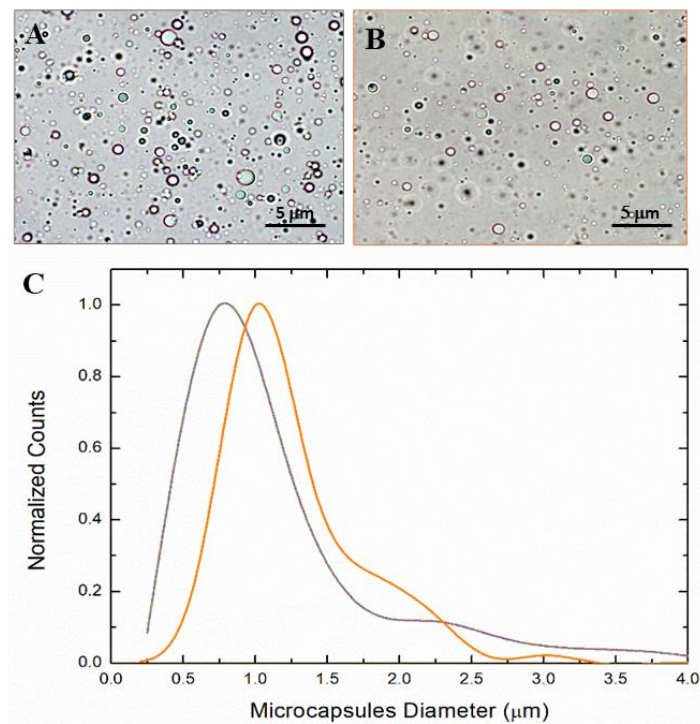 A
B
5 µm
5 µm
C
1.0
0.8
0.6
0.4
0.2
0.0
0.0 0.5 1.0 1.5 2.0 2.5 3.0 3.5 4.0
Normalized Counts
Microcapsules Diameter (µm)